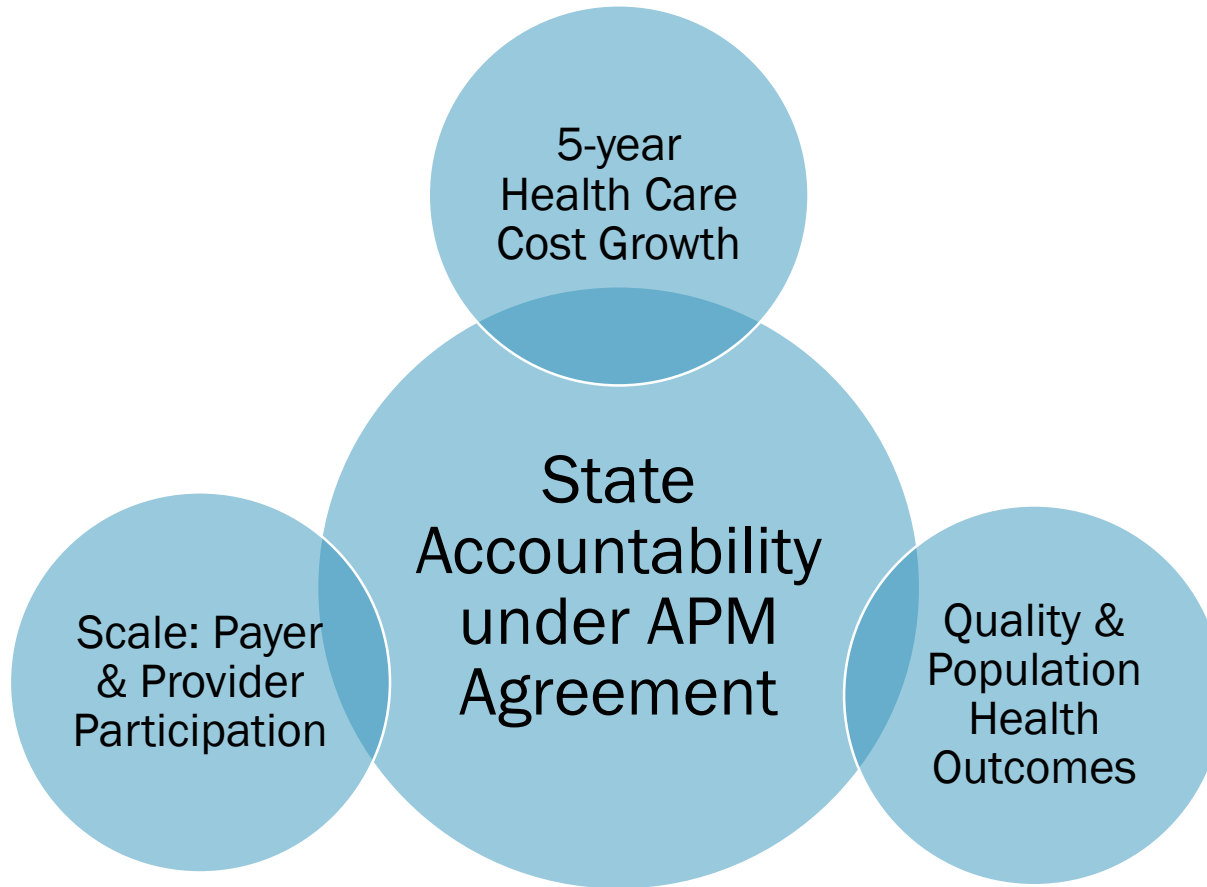 5-year
Health Care
Cost Growth
State
Accountability
under APM
Agreement
Scale: Payer
& Provider
Participation
Quality &
Population
Health
Outcomes